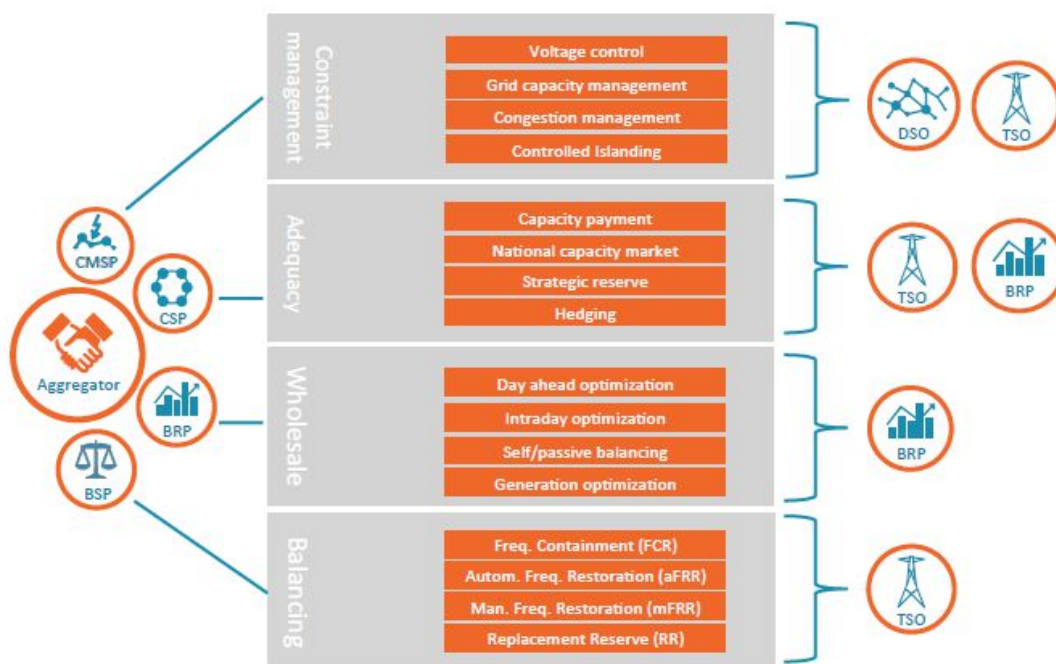 Constraint
management
Voltage control
Grid capacity management
Congestion management
Controlled Islanding
DSO
TSO
CMSP
CSP
Aggregator
BRP
BSP
Adequacy
Capacity payment
National capacity market
Strategic reserve
Hedging
TSO
BRP
Wholesale
Day ahead optimization
Intraday optimization
Self/passive balancing
Generation optimization
BRP
Balancing
Freq. Containment (FCR)
Autom. Freq. Restoration (aFRR)
Man. Freq. Restoration (mFRR)
Replacement Reserve (RR)
TSO